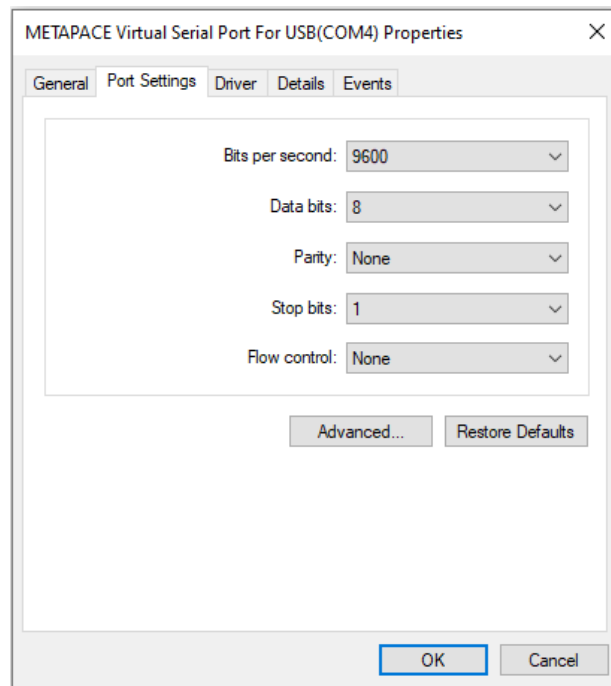 METAPACE Virtual Serial Port For USB(COM4) Properties
General Port Settings Driver Details Events
Bits per second: 9600
Data bits: 8
Parity: None
Stop bits: 1
Flow control: None
Advanced... Restore Defaults
OK Cancel